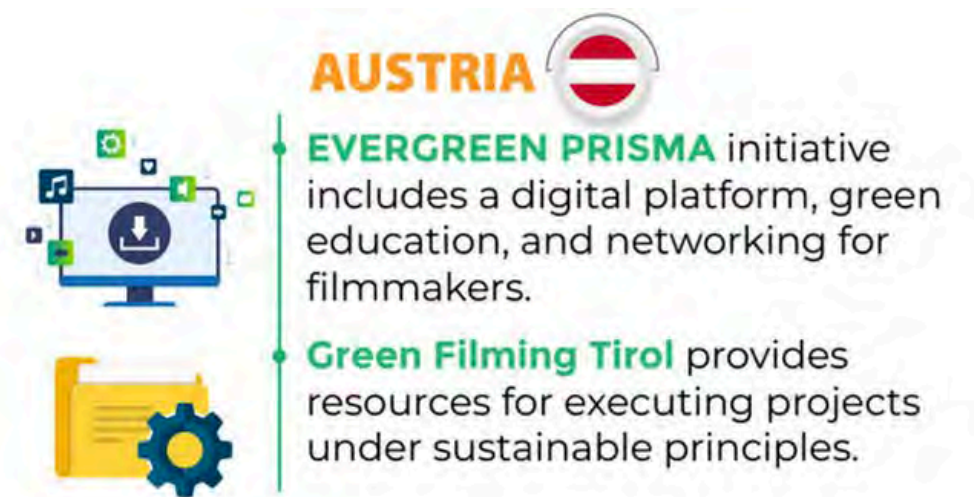 AUSTRIA
EVERGREEN PRISMA initiative
includes a digital platform, green
education, and networking for
filmmakers.
Green Filming Tirol provides
resources for executing projects
under sustainable principles.